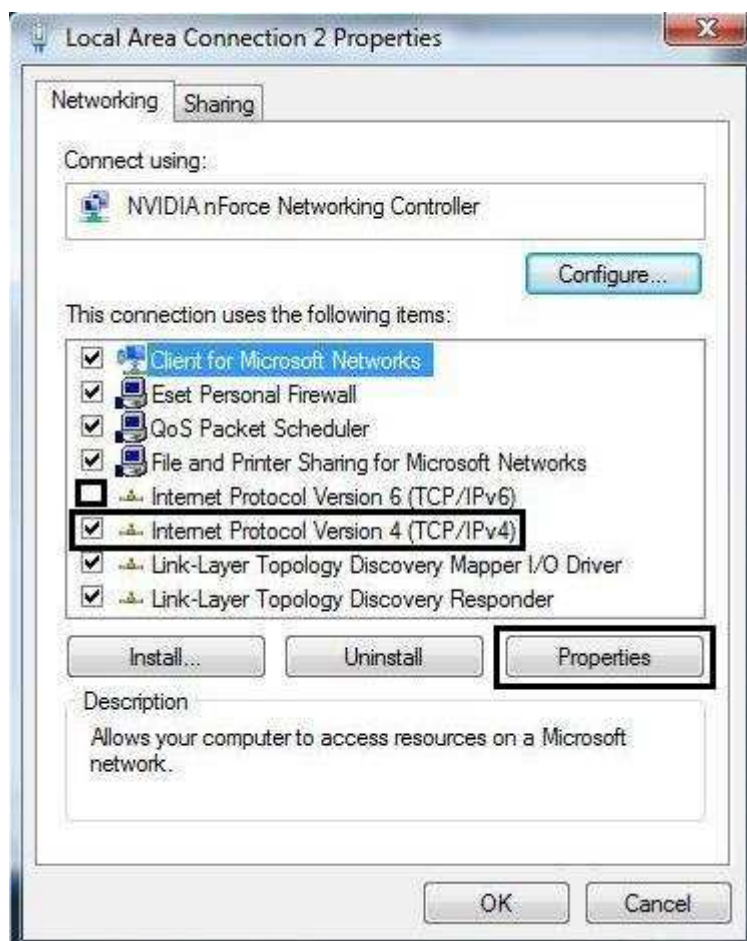 Local Area Connection 2 Properties
Networking
Sharing
Connect using:
NVIDIA nForce Networking Controller
Configure...
This connection uses the following items:
Client for Microsoft Networks
Eset Personal Firewall
QoS Packet Scheduler
File and Printer Sharing for Microsoft Networks
Internet Protocol Version 6 (TCP/IPv6)
Internet Protocol Version 4 (TCP/IPv4)
Link-Layer Topology Discovery Mapper I/O Driver
Link-Layer Topology Discovery Responder
Install...
Uninstall
Properties
Description
Allows your computer to access resources on a Microsoft
network.
OK
Cancel